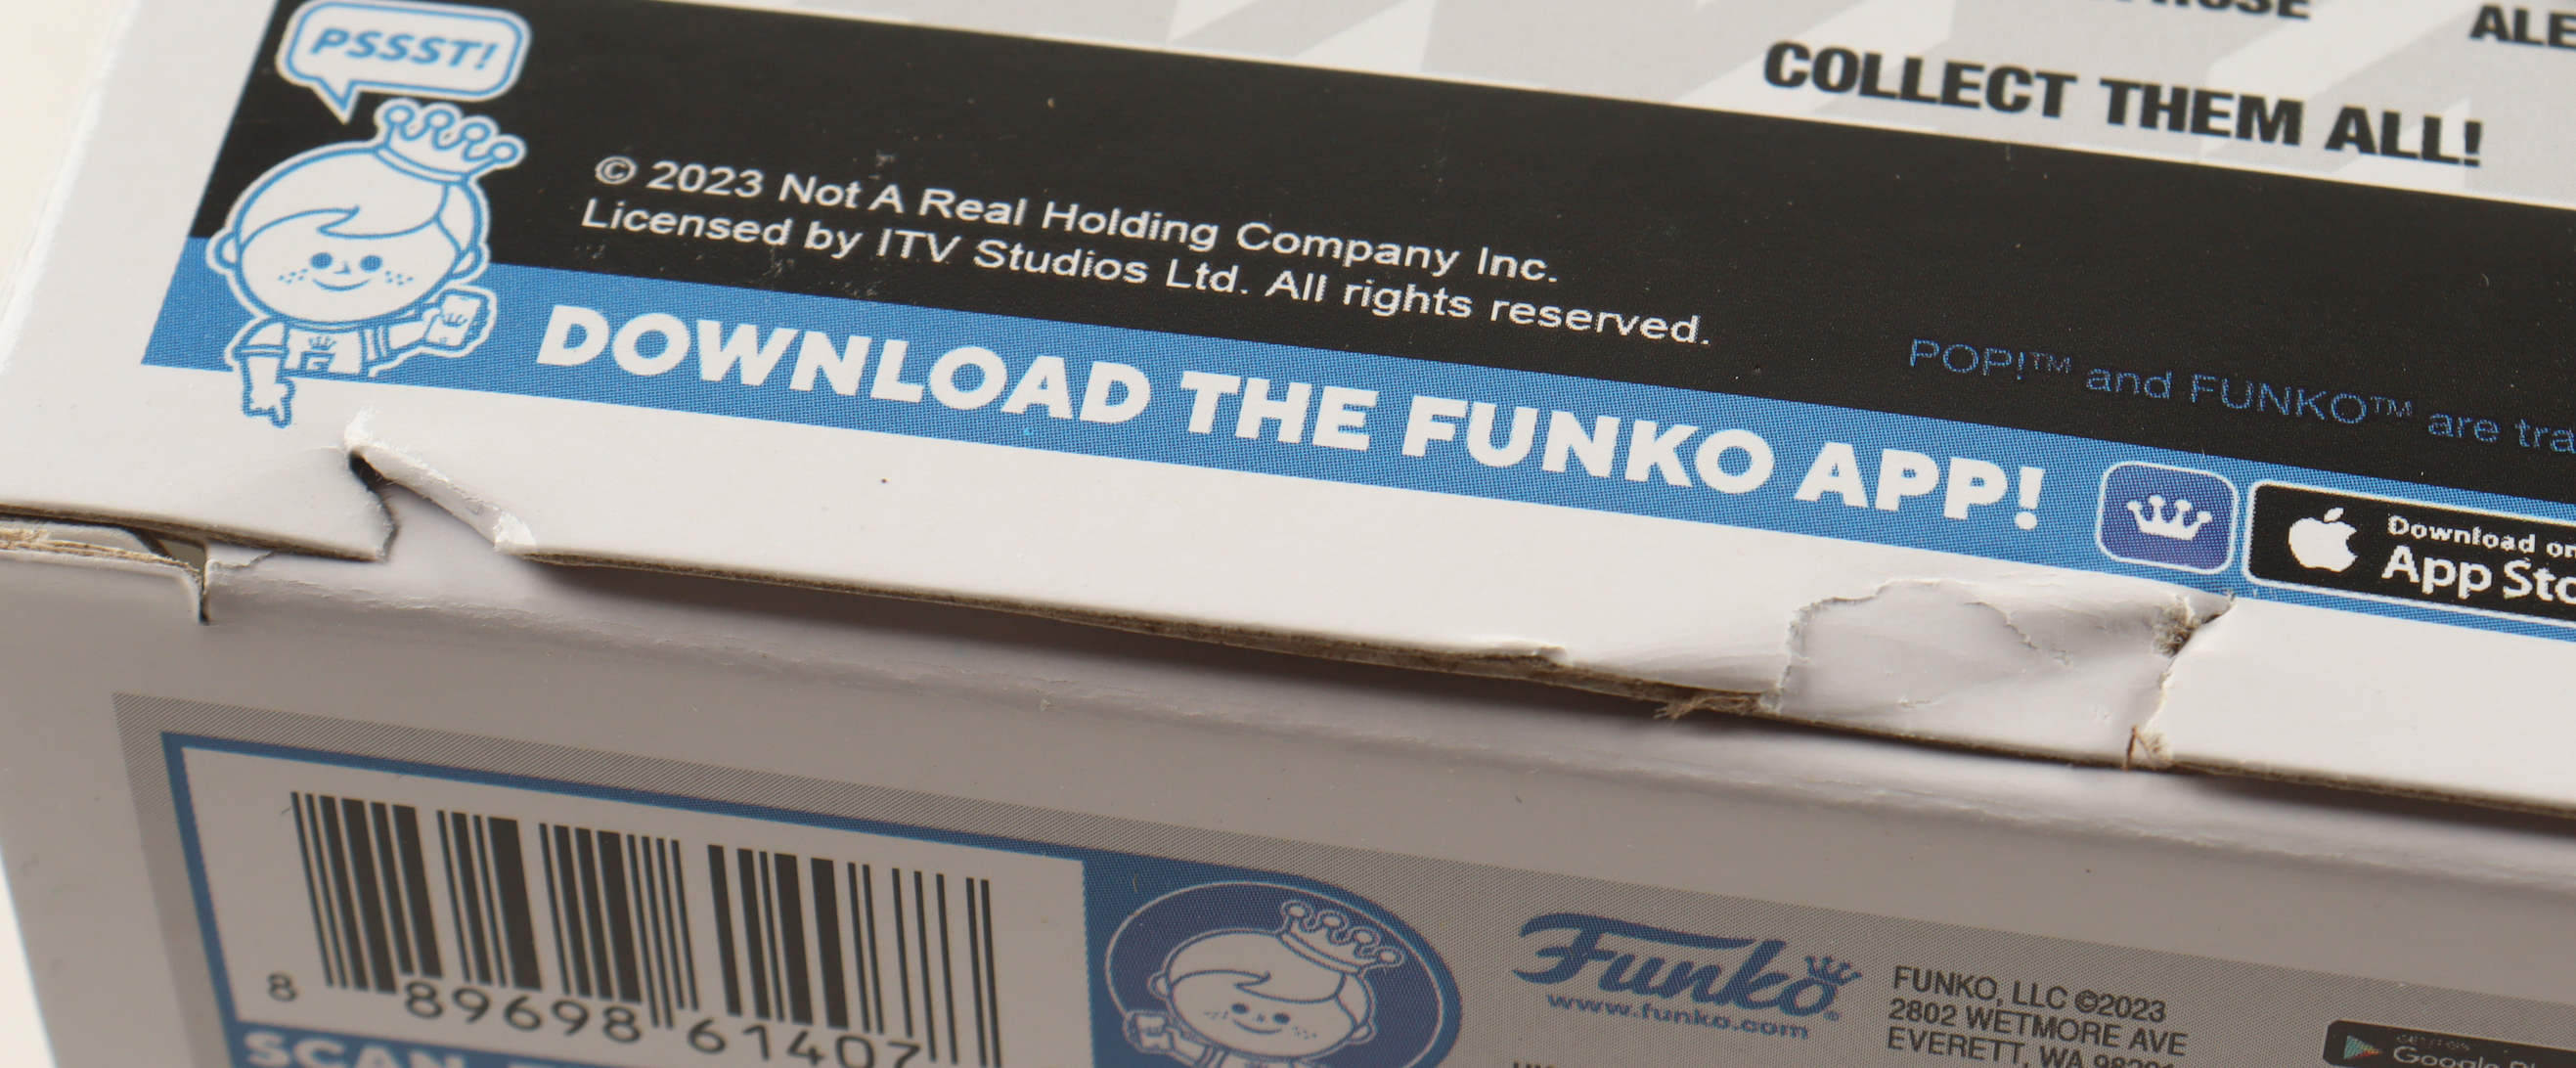 PSSST!
COLLECT THEM ALL!
© 2023 Not A Real Holding Company Inc.
Licensed by ITV Studios Ltd. All rights reserved.
POP!™ and FUNKO™ are
DOWNLOAD THE FUNKO APP!
Download on
App
8 89698 61407
SCAN
Funko
www.funko.com
FUNKO, LLC ©2023
2802 WETMORE AVE
EVERETT, WA
Google